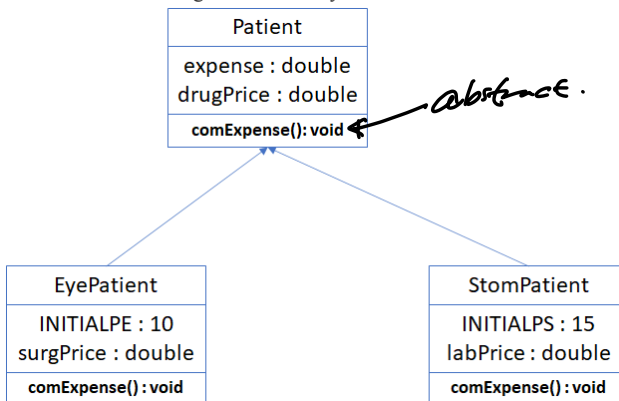 Patient
expense : double
drugPrice : double
comExpense(): void
abstract.
EyePatient
INITIALPE : 10
surgPrice : double
comExpense() : void
StomPatient
INITIALPS : 15
labPrice : double
comExpense() : void